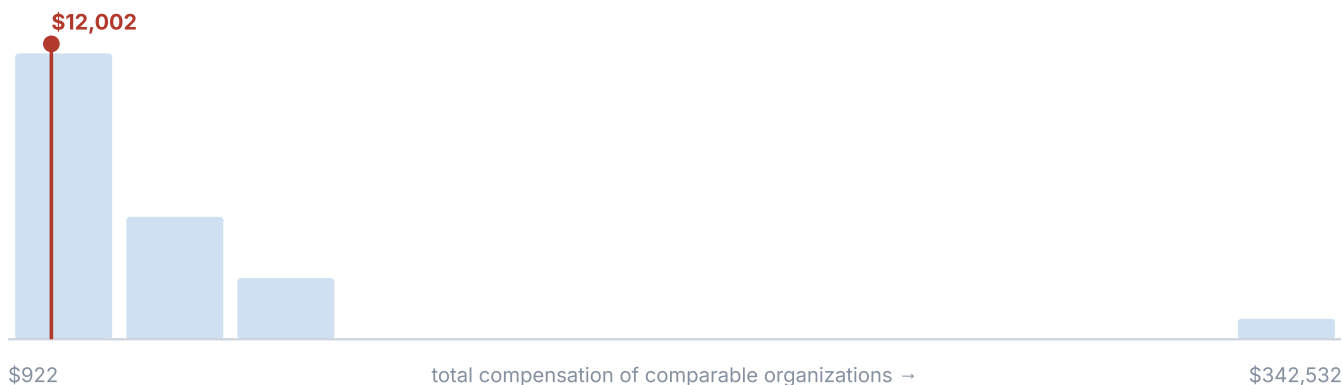 $12,002
$922 total compensation of comparable organizations → $342,532